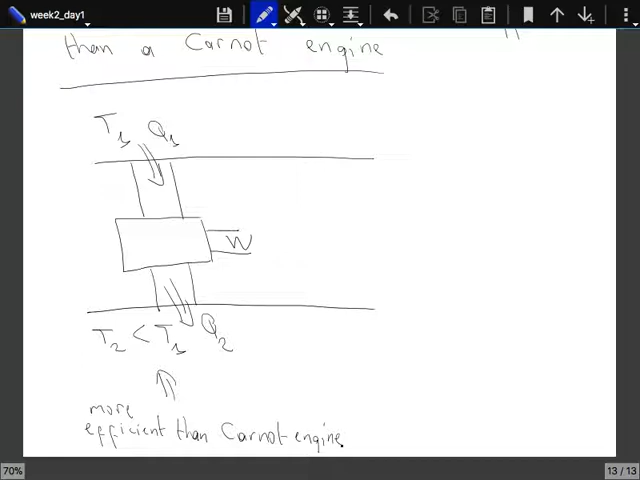 week2_day1
than a Carnot engine
T1 Q1
W
T2 < T1 Q2
more
efficient than Carnot engine
70%
13 / 13